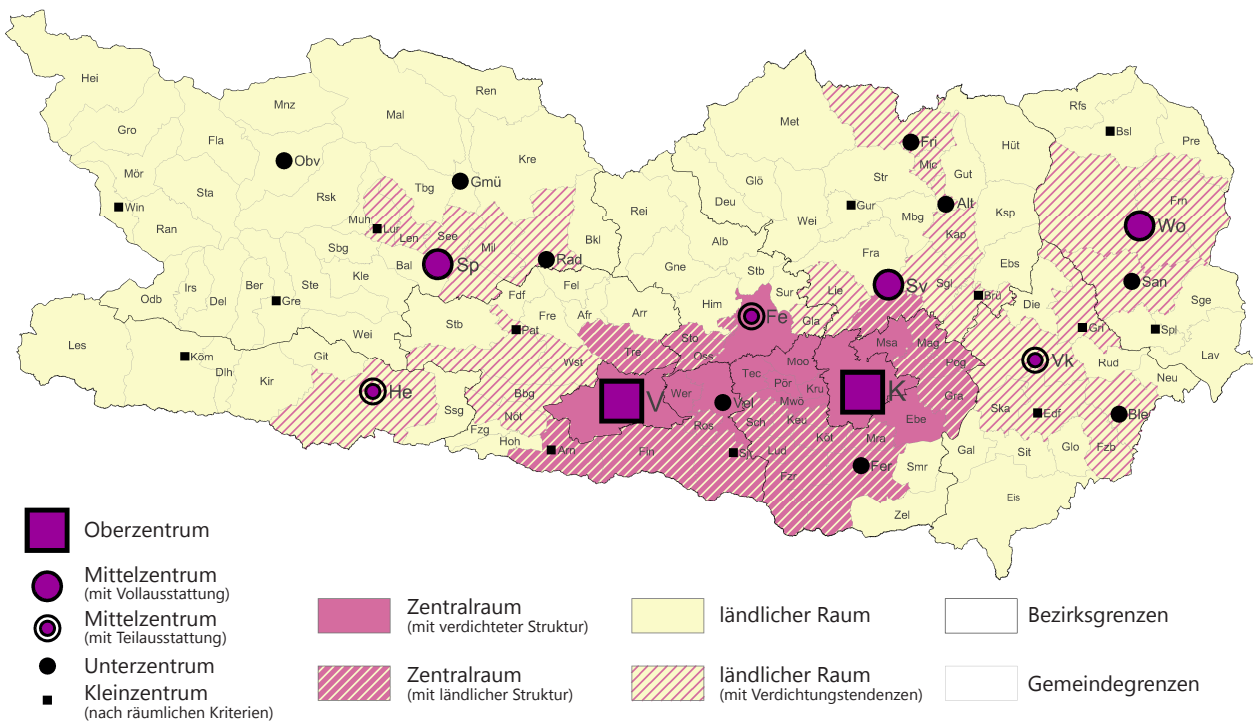 Hei
Mnz
Ren
Mal
Gro
Fla
Obv
Kre
Mör
Sta
Rsk
Tbg
Gmü
Win
Ran
Muh
Lur
Len
See
Mil
Sbg
Bal
Sp
Rad
Bkl
Kle
Odb
Irs
Del
Ber
Gre
Ste
Wei
Les
Köm
Dlh
Kir
Git
He
Ssg
Stb
Fdf
Fel
Pat
Fre
Afr
Arr
Wst
Tre
Bbg
Nöt
Fzg
Hoh
Arn
Fin
V
Wer
Vel
Ros
Sto
Oss
Rei
Gne
Alb
Him
Stb
Sur
Fe
Gla
Lie
Met
Glö
Deu
Wei
Str
Gur
Mbg
Fra
Fri
Mic
Gut
Hüt
Alt
Kap
Ksp
Ebs
Sv
Sgl
Brü
Msa
Mag
Pog
Gra
Moo
Tec
Pör
Mwö
Kru
Keu
K
Ebe
Sch
Sjr
Lud
Köt
Mra
Fer
Fzr
Smr
Zel
Gal
Sit
Glo
Eis
Fzb
Ble
Edf
Ska
Vk
Die
Gri
Rud
Neu
Lav
Spl
Sge
San
Wo
Frn
Pre
Bsl
Rfs
Oberzentrum
Mittelzentrum
(mit Vollausstattung)
Mittelzentrum
(mit Teilausstattung)
Unterzentrum
Kleinzentrum
(nach räumlichen Kriterien)
Zentralraum
(mit verdichteter Struktur)
Zentralraum
(mit ländlicher Struktur)
ländlicher Raum
ländlicher Raum
(mit Verdichtungstendenzen)
Bezirksgrenzen
Gemeindegrenzen